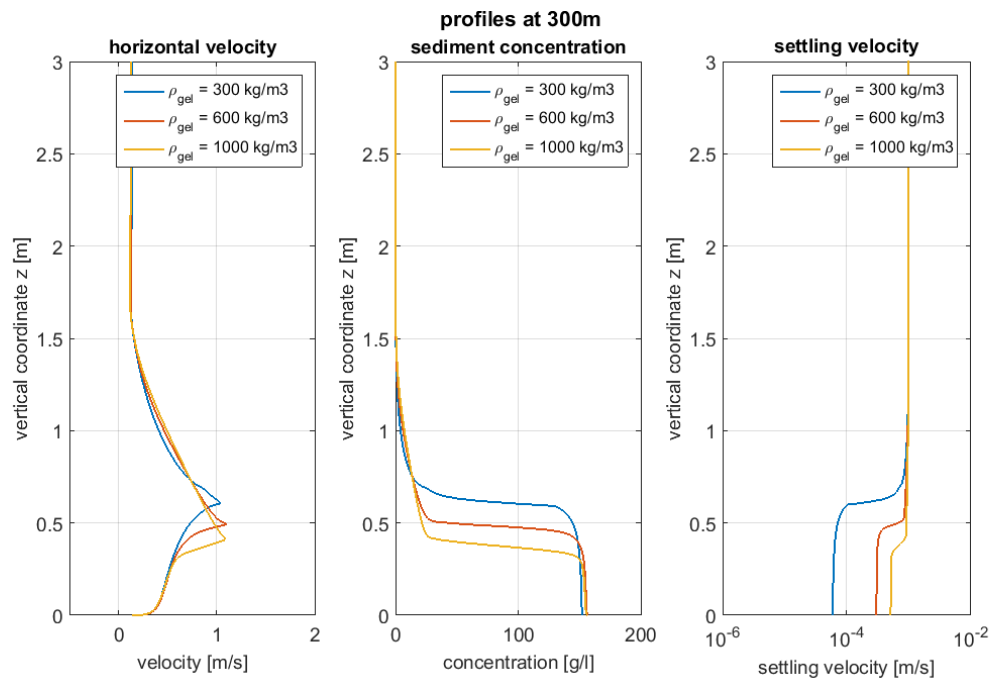 profiles at 300m
horizontal velocity
3
2.5
2
1.5
1
0.5
0
vertical coordinate z [m]
ρgel = 300 kg/m3
ρgel = 600 kg/m3
ρgel = 1000 kg/m3
0 1 2
velocity [m/s]
sediment concentration
3
2.5
2
1.5
1
0.5
0
vertical coordinate z [m]
ρgel = 300 kg/m3
ρgel = 600 kg/m3
ρgel = 1000 kg/m3
0 100 200
concentration [g/l]
settling velocity
3
2.5
2
1.5
1
0.5
0
vertical coordinate z [m]
ρgel = 300 kg/m3
ρgel = 600 kg/m3
ρgel = 1000 kg/m3
10-6 10-4 10-2
settling velocity [m/s]